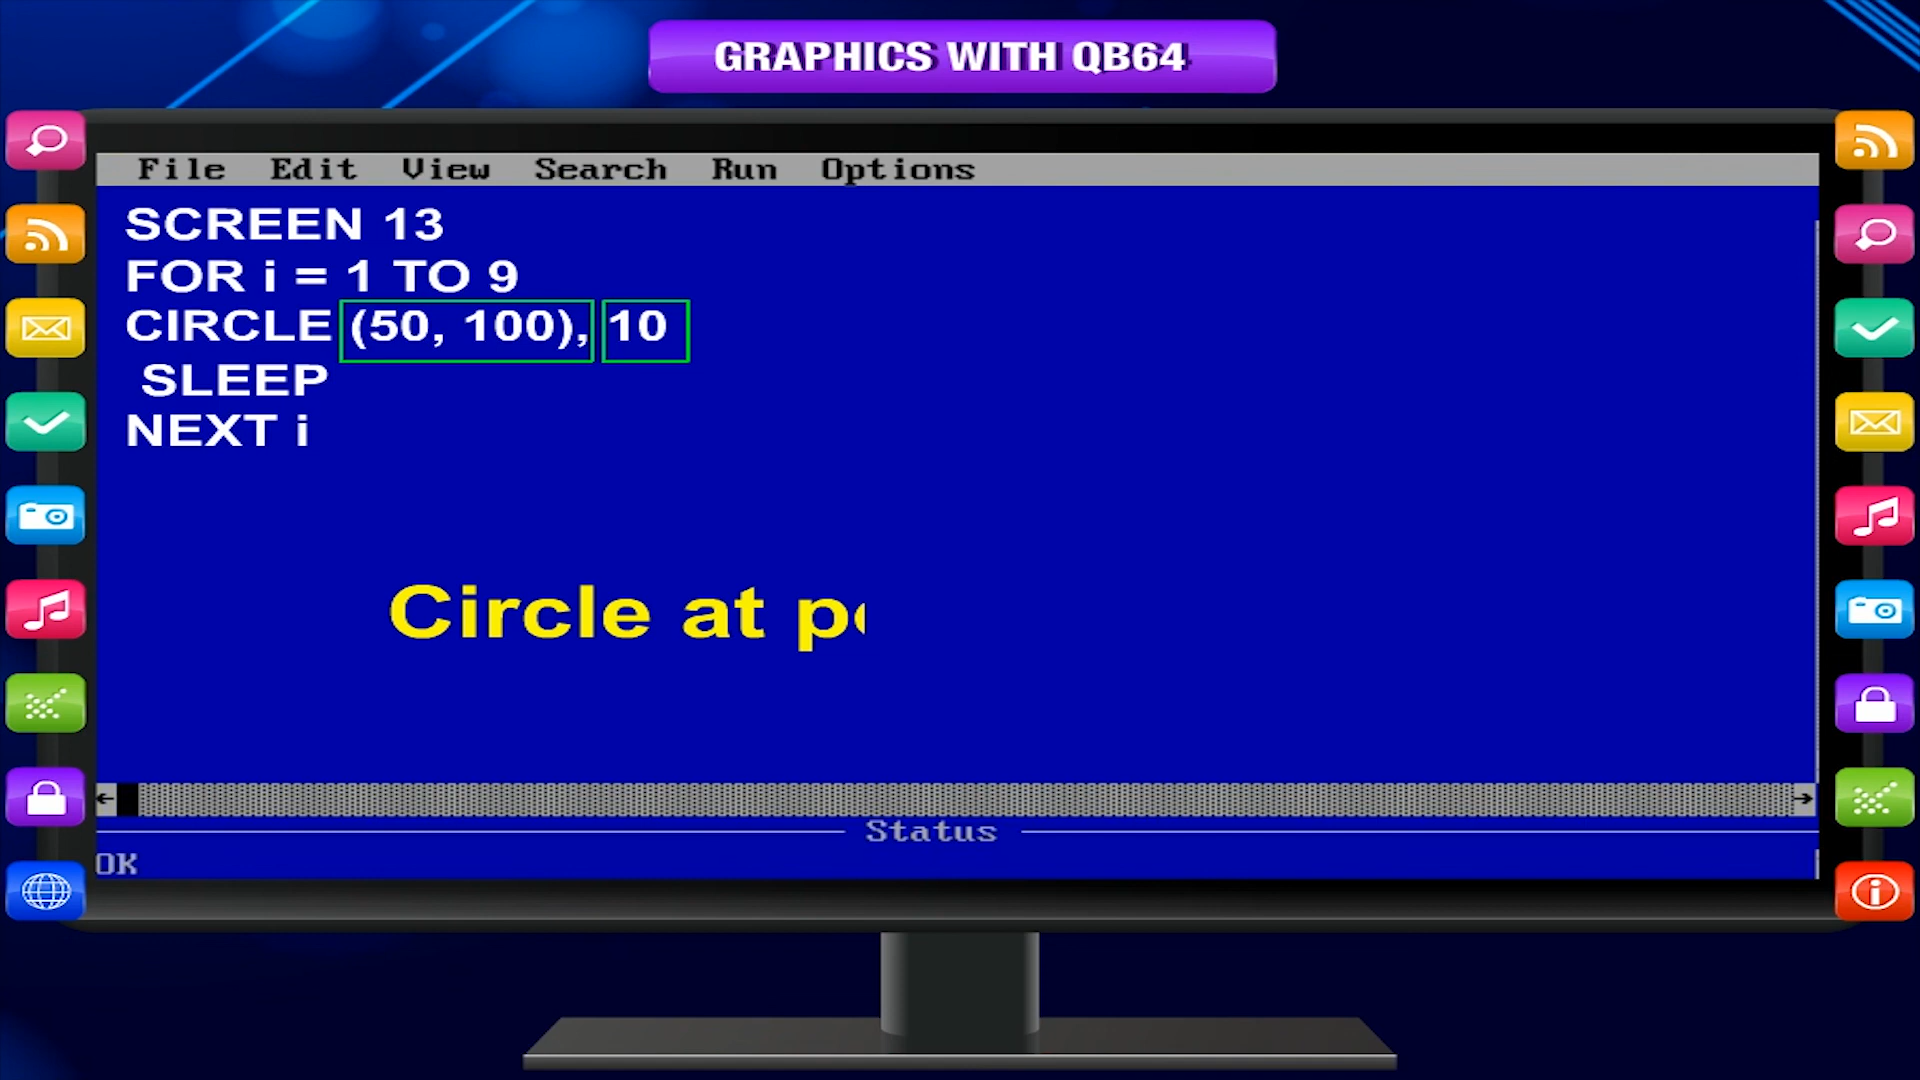 GRAPHICS WITH QB64
File Edit View Search Run Options
SCREEN 13
FOR i = 1 TO 9
CIRCLE (50, 100), 10
SLEEP
NEXT i
Circle at
Status
OK